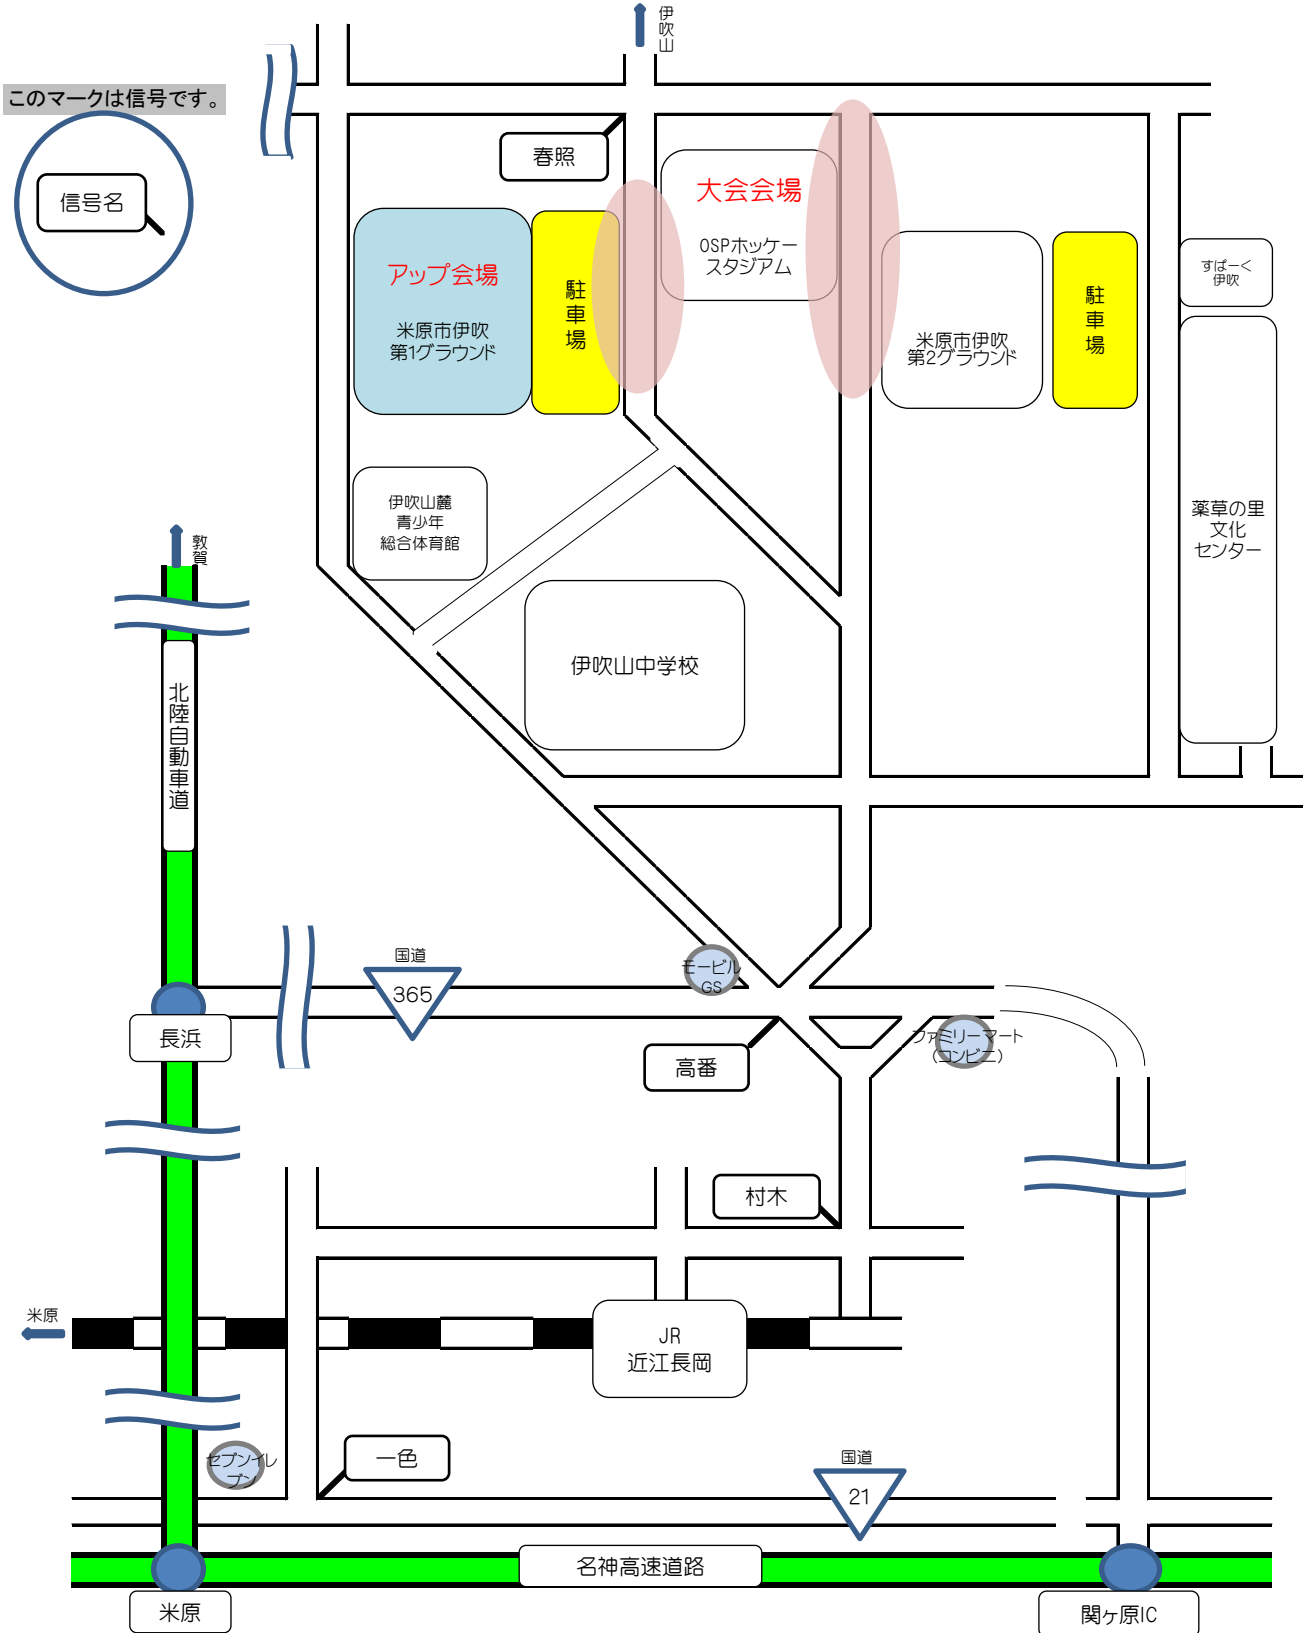 伊吹山
このマークは信号です。
信号名
春照
大会会場
OSPホッケー
スタジアム
アップ会場
米原市伊吹
第1グラウンド
駐車場
米原市伊吹
第2グラウンド
駐車場
すぱーく
伊吹
伊吹山麓
青少年
総合体育館
薬草の里
文化
センター
敦賀
伊吹山中学校
北陸自動車道
国道
365
モービル
GS
長浜
高番
ファミリーマート
(コンビニ)
村木
米原
JR
近江長岡
セブンイレ
ブン
一色
国道
21
名神高速道路
米原
関ヶ原IC